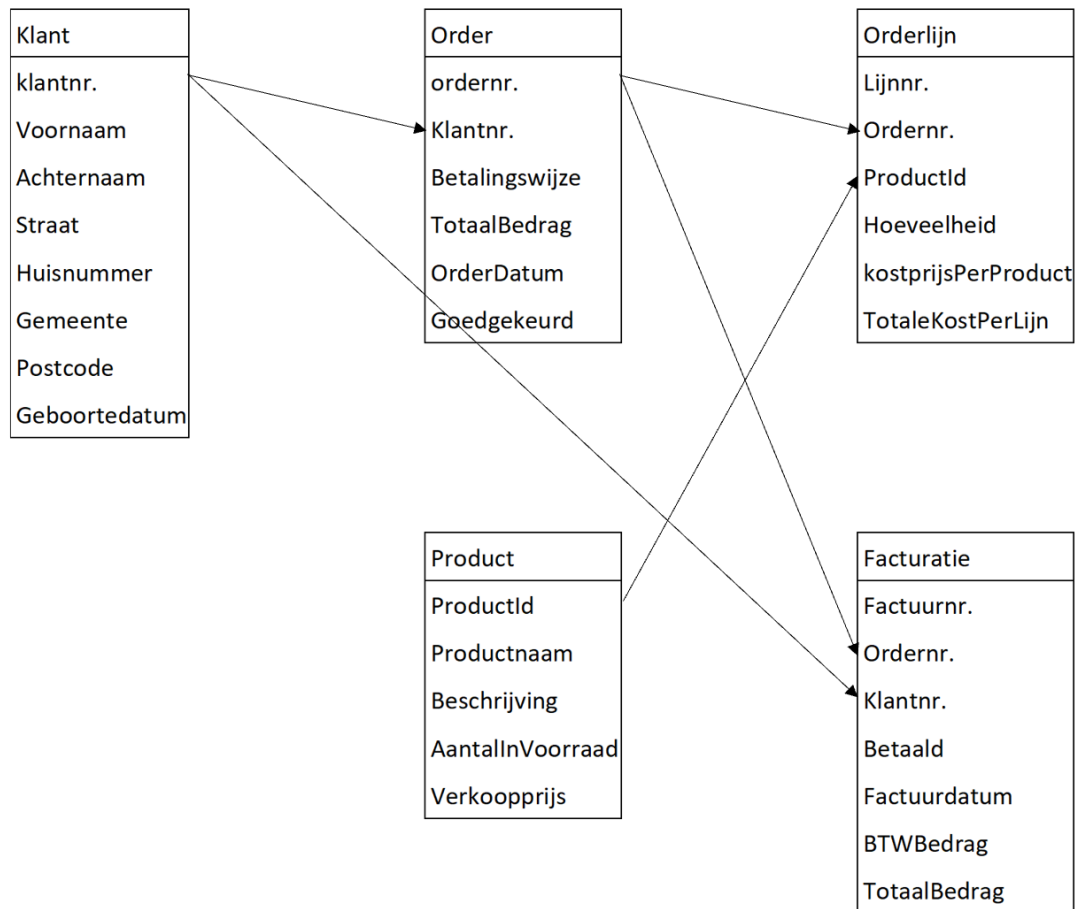 Klant
klantnr.
Voornaam
Achternaam
Straat
Huisnummer
Gemeente
Postcode
Geboortedatum
Order
ordernr.
Klantnr.
Betalingswijze
TotaalBedrag
OrderDatum
Goedgekeurd
Orderlijn
Lijnnr.
Ordernr.
ProductId
Hoeveelheid
kostprijsPerProduct
TotaleKostPerLijn
Product
ProductId
Productnaam
Beschrijving
AantalInVoorraad
Verkoopprijs
Facturatie
Factuurnr.
Ordernr.
Klantnr.
Betaald
Factuurdatum
BTWBedrag
TotaalBedrag